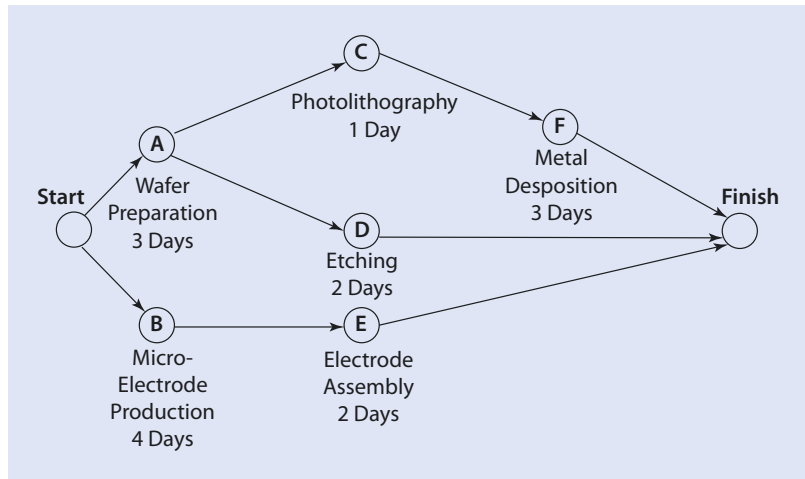 C
Photolithography
1 Day
A
Wafer
Preparation
3 Days
F
Metal
Desposition
3 Days
Start
Finish
D
Etching
2 Days
B
Micro-
Electrode
Production
4 Days
E
Electrode
Assembly
2 Days